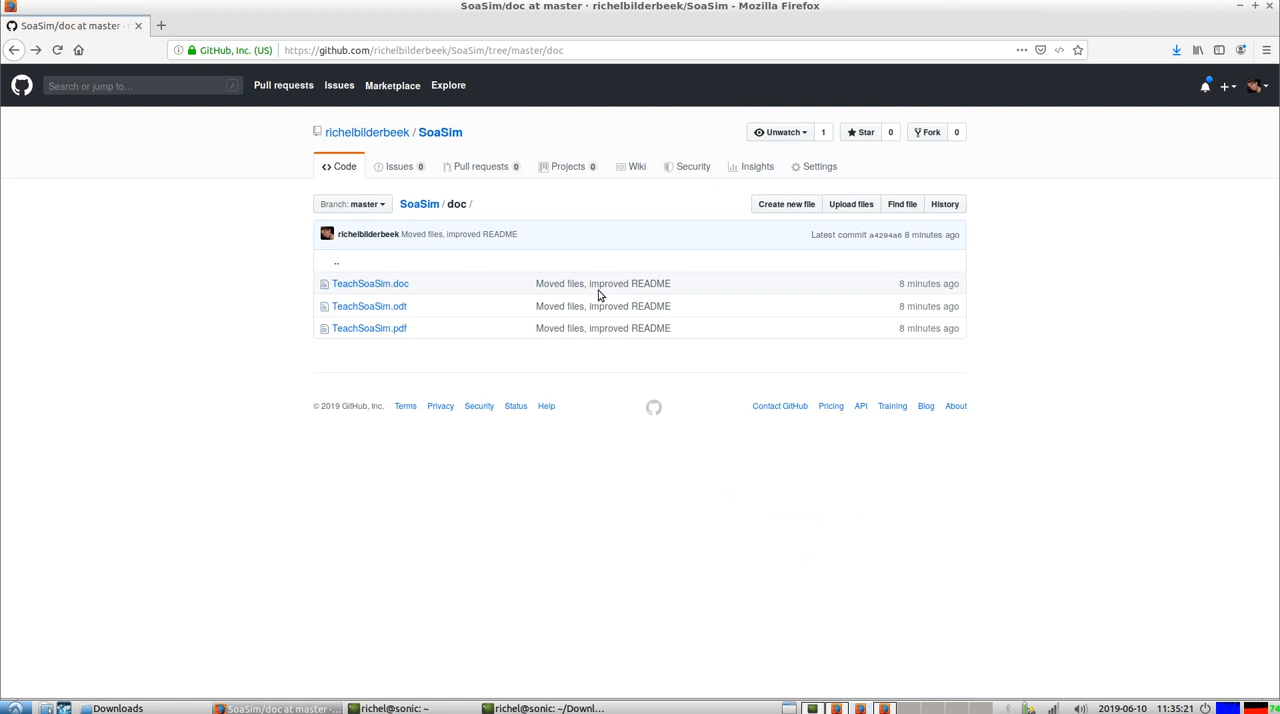 SoaSim/doc at master · richelbilderbeek/SoaSim - Mozilla Firefox
SoaSim/doc at master ·
GitHub, Inc. (US) https://github.com/richelbilderbeek/SoaSim/tree/master/doc
Search or jump to… / Pull requests Issues Marketplace Explore
richelbilderbeek / SoaSim Unwatch 1 Star 0 Fork 0
Code Issues 0 Pull requests 0 Projects 0 Wiki Security Insights Settings
Branch: master SoaSim / doc / Create new file Upload files Find file History
richelbilderbeek Moved files, improved README Latest commit a4294a6 8 minutes ago
..
TeachSoaSim.doc Moved files, improved README 8 minutes ago
TeachSoaSim.odt Moved files, improved README 8 minutes ago
TeachSoaSim.pdf Moved files, improved README 8 minutes ago
© 2019 GitHub, Inc. Terms Privacy Security Status Help Contact GitHub Pricing API Training Blog About
Downloads SoaSim/doc at master ·... richel@sonic: ~ richel@sonic: ~/Downl... 2019-06-10 11:35:21